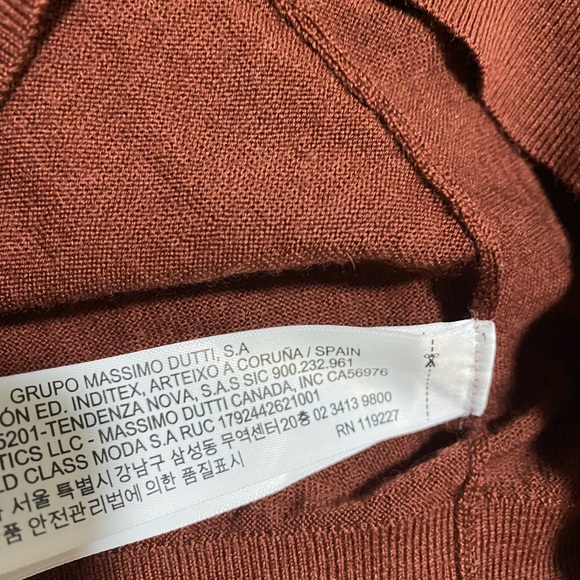 GRUPO MASSIMO DUTTI, S.A
ÓN ED. INDITEX, ARTEIXO A CORUÑA / SPAIN
5201-TENDENZA NOVA, S.A.S SIC 900.232.961
TICS LLC - MASSIMO DUTTI CANADA, INC CA56976
LD CLASS MODA S.A RUC 1792442621001
서울 특별시 강남구 삼성동 무역센터20층 02 3413 9800
품 안전관리법에 의한 품질표시
RN 119227